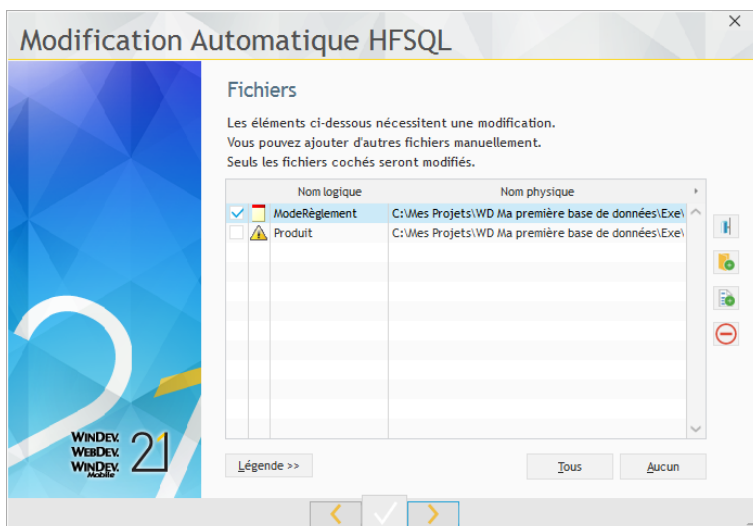 Modification Automatique HFSQL
Fichiers
Les éléments ci-dessous nécessitent une modification.
Vous pouvez ajouter d'autres fichiers manuellement.
Seuls les fichiers cochés seront modifiés.
Nom logique Nom physique
ModeRèglement C:\Mes Projets\WD Ma première base de données\Exe\
Produit C:\Mes Projets\WD Ma première base de données\Exe\
Légende >> Tous Aucun
WINDEV.
WEBDEV.
WINDEV.
Mobile
21